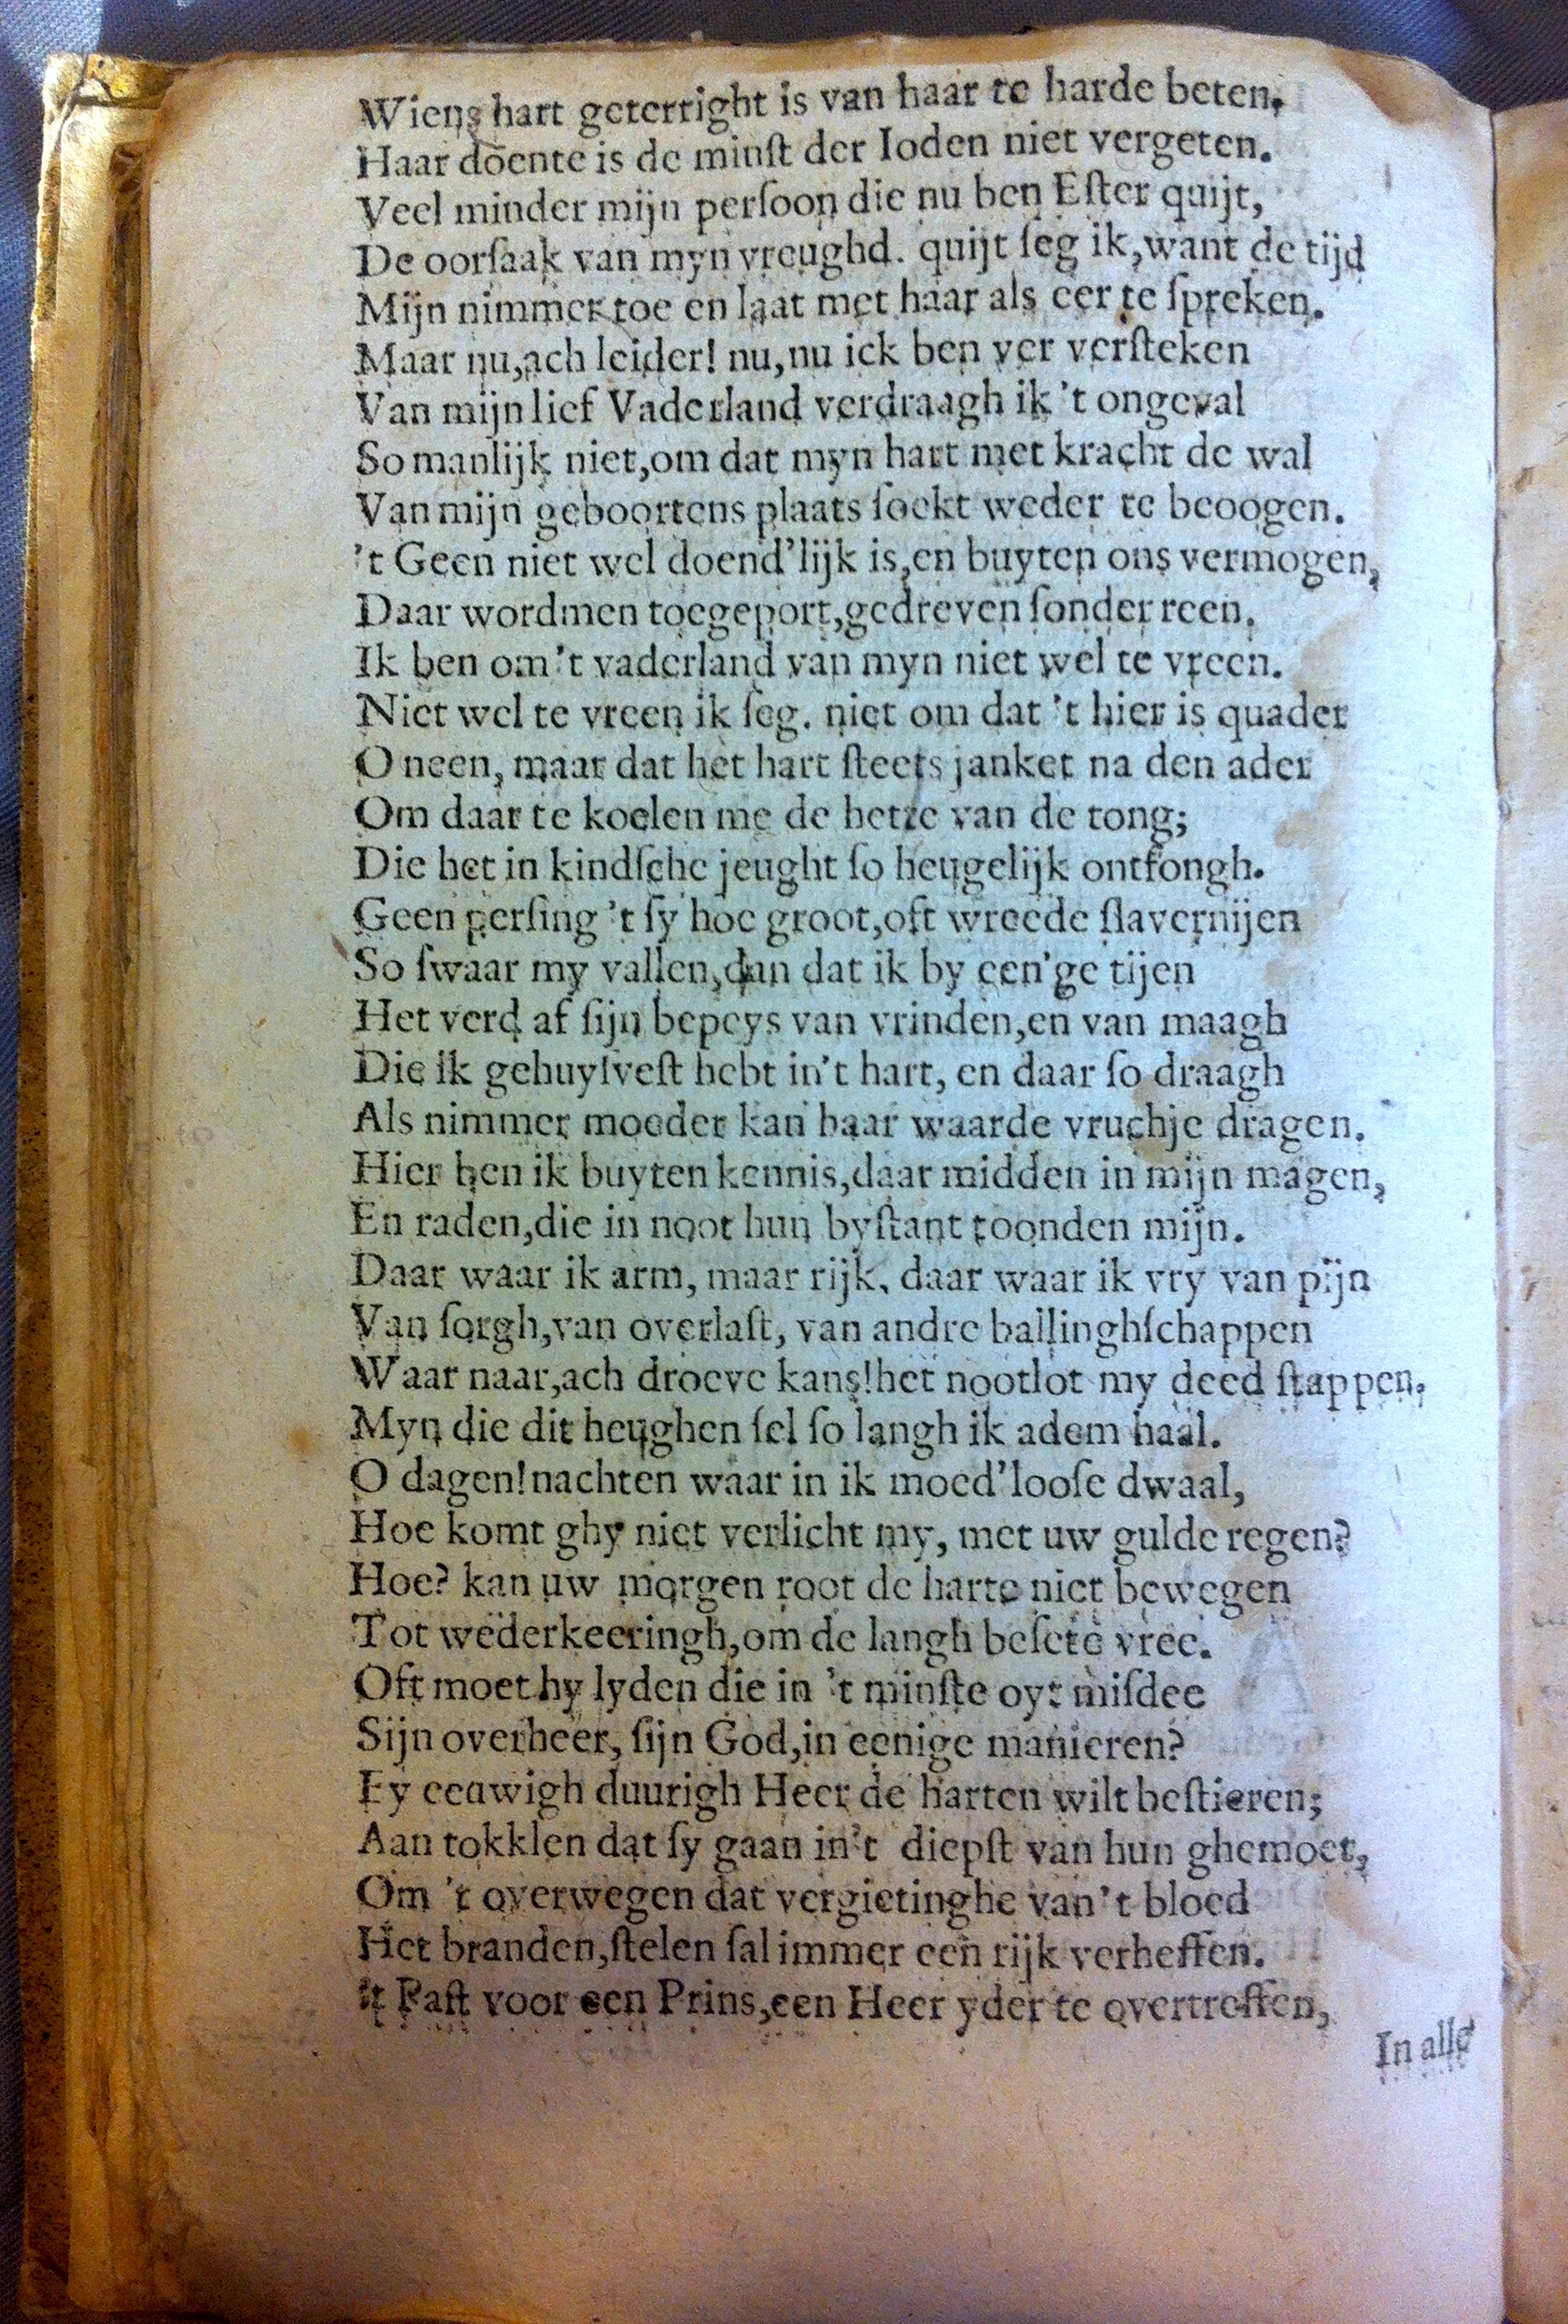 Wiens hart geterright is van haar te harde beten,
Haar doente is de minſt der Ioden niet vergeten.
Veel minder mijn perſoon die nu ben Eſter quijt,
De oorſaak van myn vreughd. quijt ſeg ik,want de tijd
Mijn nimmer toe en laat met haar als eer te ſpreken.
Maar nu,ach leider! nu,nu ick ben ver verſteken
Van mijn lief Vaderland verdraagh ik 't ongeval
So manlijk niet,om dat myn hart met kracht de wal
Van mijn geboortens plaats ſoekt weder te beoogen.
't Geen niet wel doend'lijk is,en buyten ons vermogen,
Daar wordmen toegeport,gedreven ſonder reen.
Ik ben om 't vaderland van myn niet wel te vreen.
Niet wel te vreen ik ſeg. niet om dat 't hier is quader
O neen, maar dat het hart ſteets janket na den ader
Om daar te koelen me de hetze van de tong;
Die het in kindſche jeught ſo heugelijk ontfongh.
Geen perſing 't ſy hoe groot,oft wreede ſlavernijen
So ſwaar my vallen,dan dat ik by een'ge tijen
Het verd af ſijn bepeys van vrinden,en van maagh
Die ik gehuyſveſt hebt in't hart, en daar ſo draagh
Als nimmer moeder kan haar waarde vruchje dragen.
Hier ben ik buyten kennis,daar midden in mijn magen,
En raden,die in noot hun byſtant toonden mijn.
Daar waar ik arm, maar rijk, daar waar ik vry van pijn
Van ſorgh,van overlaſt, van andre ballinghſchappen
Waar naar,ach droeve kans!het nootlot my deed ſtappen.
Myn die dit heughen ſel ſo langh ik adem haal.
O dagen!nachten waar in ik moed'looſe dwaal,
Hoe komt ghy niet verlicht my, met uw gulde regen?
Hoe? kan uw morgen root de harte niet bewegen
Tot wederkeeringh,om de langh beſete vree.
Oft moet hy lyden die in 't minſte oyt miſdee
Sijn overheer, ſijn God,in eenige manieren?
Ey eeuwigh duurigh Heer de harten wilt beſtieren;
Aan tokklen dat ſy gaan in't diepſt van hun ghemoet,
Om 't overwegen dat vergietinghe van't bloed
Het branden,ſtelen ſal immer een rijk verheffen.
't Paſt voor een Prins,een Heer yder te overtreffen,
In alle